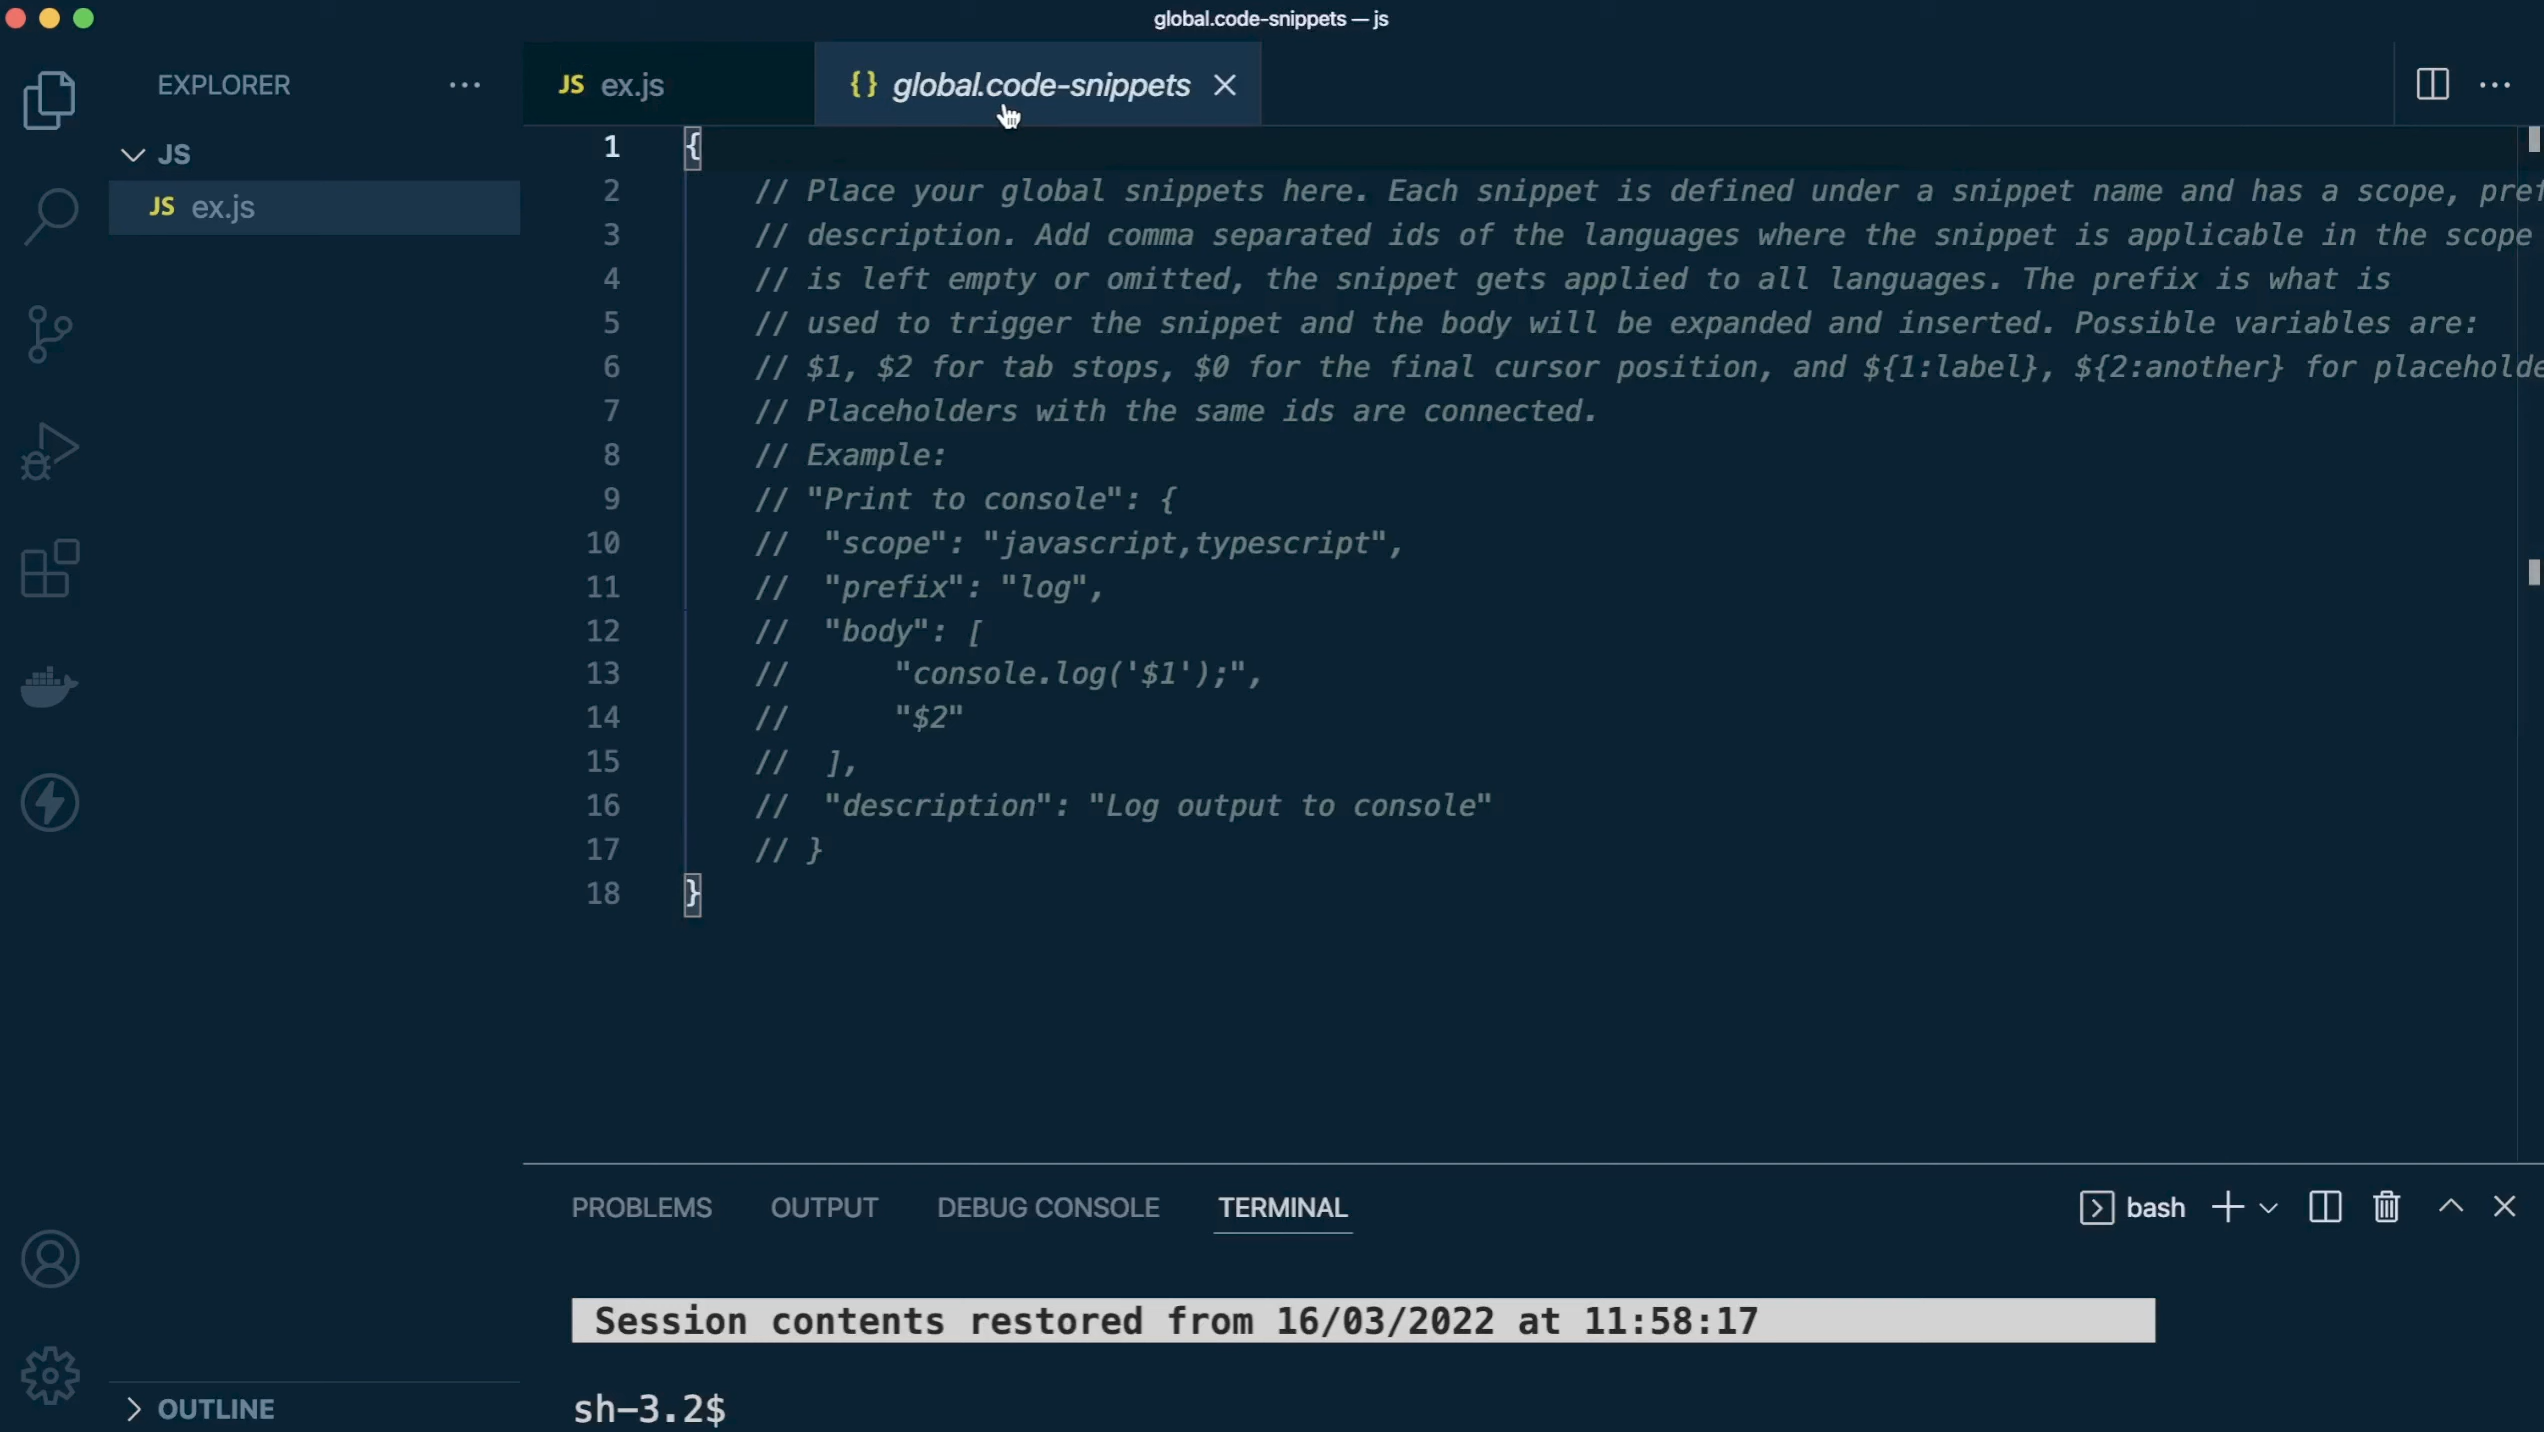 global.code-snippets — js
EXPLORER
JS ex.js
{} global.code-snippets
JS
JS ex.js
1 {
2 // Place your global snippets here. Each snippet is defined under a snippet name and has a scope,
3 // description. Add comma separated ids of the languages where the snippet is applicable in the scope
4 // is left empty or omitted, the snippet gets applied to all languages. The prefix is what is
5 // used to trigger the snippet and the body will be expanded and inserted. Possible variables are:
6 // $1, $2 for tab stops, $0 for the final cursor position, and ${1:label}, ${2:another} for
7 // Placeholders with the same ids are connected.
8 // Example:
9 // "Print to console": {
10 // "scope": "javascript,typescript",
11 // "prefix": "log",
12 // "body": [
13 // "console.log('$1');",
14 // "$2"
15 // ],
16 // "description": "Log output to console"
17 // }
18 }
PROBLEMS OUTPUT DEBUG CONSOLE TERMINAL
bash
Session contents restored from 16/03/2022 at 11:58:17
sh-3.2$
OUTLINE